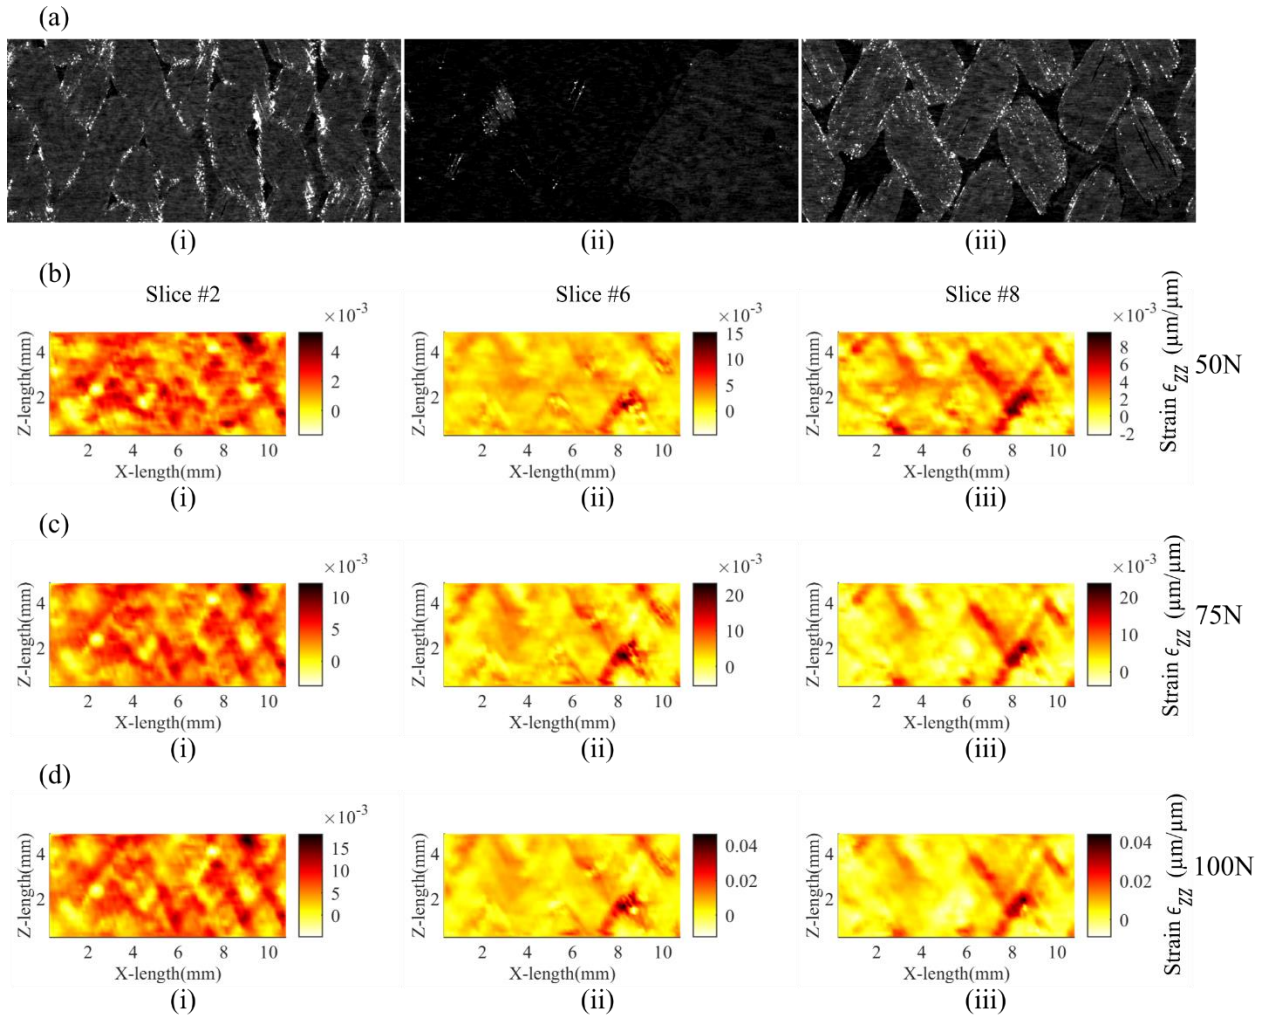 (a)
(i) (ii) (iii)
(b)
Slice #2 Slice #6 Slice #8
×10⁻³ ×10⁻³ ×10⁻³
Z-length(mm) 4 2
2 4 6 8 10
X-length(mm)
4 2 0
(i)
Z-length(mm) 4 2
2 4 6 8 10
X-length(mm)
15 10 5 0
(ii)
Z-length(mm) 4 2
2 4 6 8 10
X-length(mm)
8 6 4 2 0 -2
(iii)
Strain ϵZZ (μm/μm)
50N
(c)
×10⁻³ ×10⁻³ ×10⁻³
Z-length(mm) 4 2
2 4 6 8 10
X-length(mm)
10 5 0
(i)
Z-length(mm) 4 2
2 4 6 8 10
X-length(mm)
20 10 0
(ii)
Z-length(mm) 4 2
2 4 6 8 10
X-length(mm)
20 10 0
(iii)
Strain ϵZZ (μm/μm)
75N
(d)
×10⁻³
Z-length(mm) 4 2
2 4 6 8 10
X-length(mm)
15 10 5 0
(i)
Z-length(mm) 4 2
2 4 6 8 10
X-length(mm)
0.04 0.02 0
(ii)
Z-length(mm) 4 2
2 4 6 8 10
X-length(mm)
0.04 0.02 0
(iii)
Strain ϵZZ (μm/μm)
100N